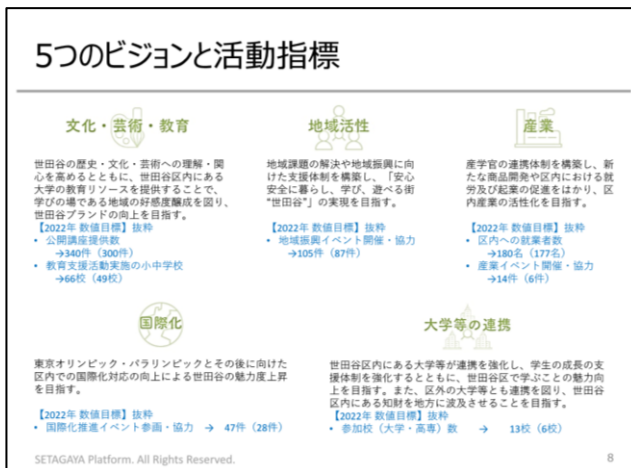 5つのビジョンと活動指標
文化・芸術・教育
世田谷の歴史・文化・芸術への理解・関
心を高めるとともに、世田谷区内にある
大学の教育リソースを提供することで、
学びの場である地域の好感度醸成を図り、
世田谷ブランドの向上を目指す。
【2022年 数値目標】抜粋
• 公開講座提供数
→340件（300件）
• 教育支援活動実施の小中学校
→66校（49校）
地域活性
地域課題の解決や地域振興に向
けた支援体制を構築し、「安心
安全に暮らし、学び、遊べる街
“世田谷”」の実現を目指す。
【2022年 数値目標】抜粋
• 地域振興イベント開催・協力
→105件（87件）
産業
産学官の連携体制を構築し、新
たな商品開発や区内における就
労及び起業の促進をはかり、区
内産業の活性化を目指す。
【2022年 数値目標】抜粋
• 区内への就業者数
→180名（177名）
• 産業イベント開催・協力
→14件（6件）
国際化
東京オリンピック・パラリンピックとその後に向けた
区内での国際化対応の向上による世田谷の魅力度上昇
を目指す。
【2022年 数値目標】抜粋
• 国際化推進イベント参画・協力 → 47件（28件）
大学等の連携
世田谷区内にある大学等が連携を強化し、学生の成長の支
援体制を強化するとともに、世田谷区で学ぶことの魅力向
上を目指す。また、区外の大学等とも連携を図り、世田谷
区内にある知財を地方に波及させることを目指す。
【2022年 数値目標】抜粋
• 参加校（大学・高専）数 → 13校（6校）
SETAGAYA Platform. All Rights Reserved.
8